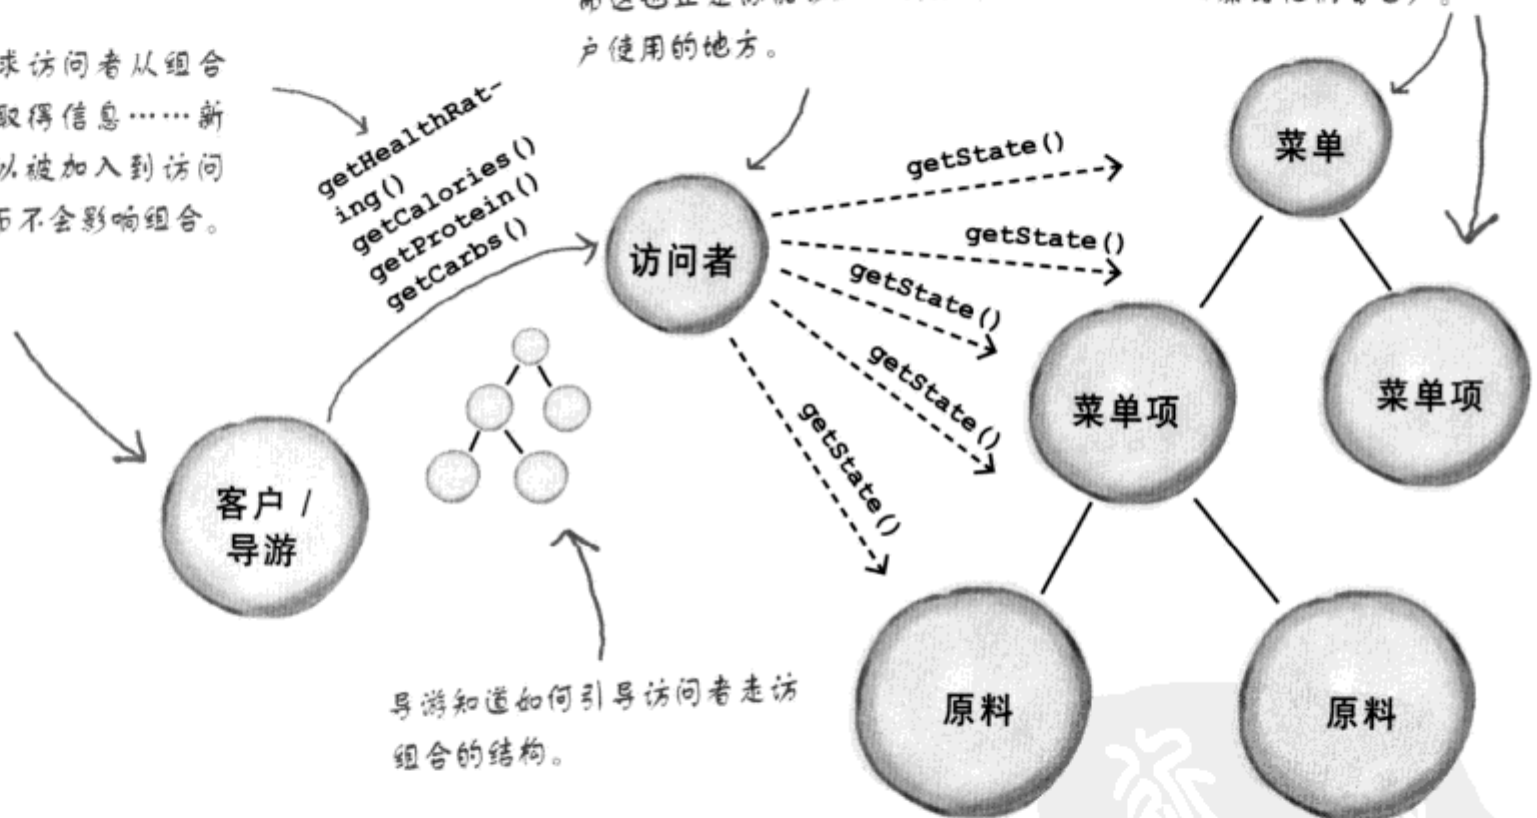 户使用的地方。
求访问者从组合
取得信息……新
以被加入到访问
而不会影响组合。
getHealthRat-
ing()
getCalories()
getProtein()
getCarbs()
访问者
getState()
getState()
getState()
getState()
getState()
菜单
菜单项
菜单项
客户 /
导游
原料
原料
导游知道如何引导访问者走访
组合的结构。